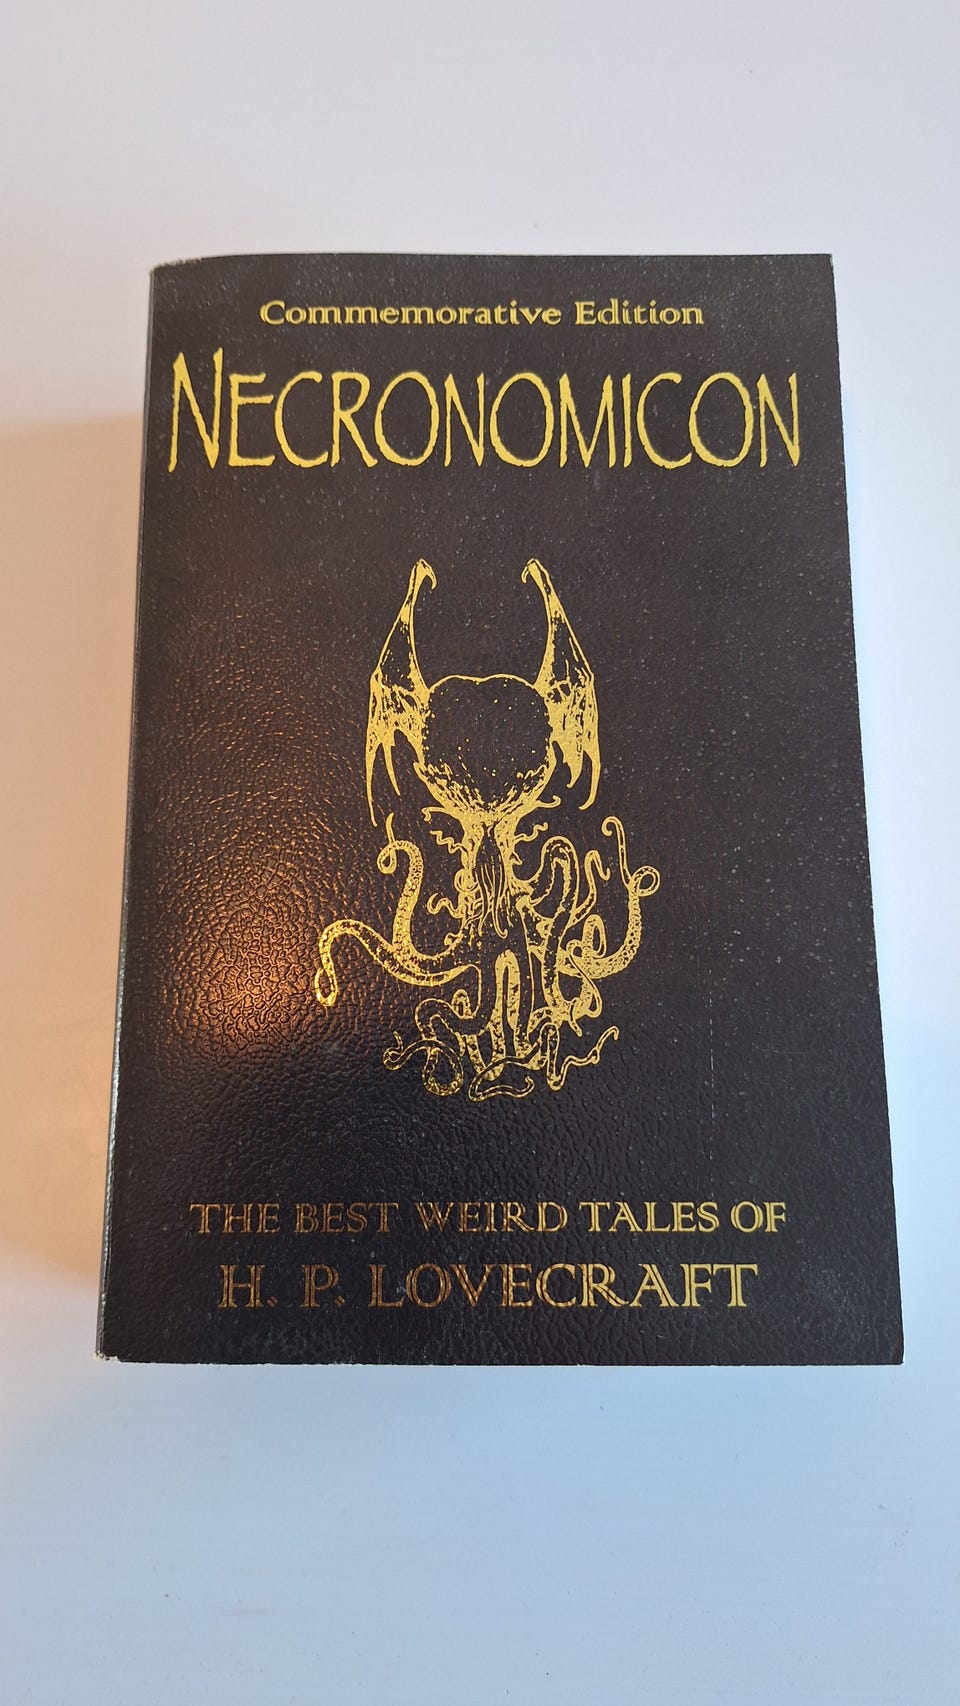 Commemorative Edition
NECRONOMICON
THE BEST WEIRD TALES OF
H. P. LOVECRAFT